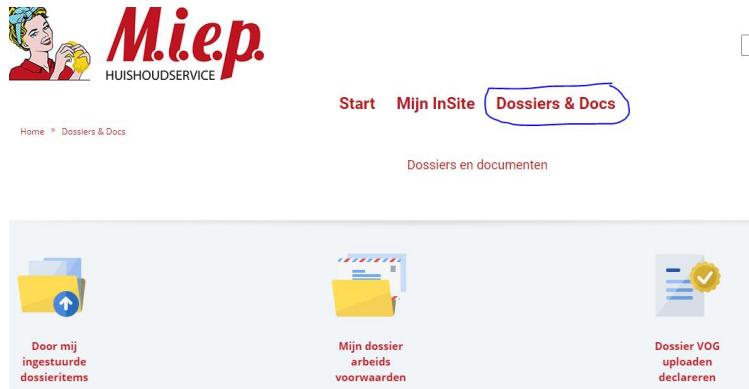 M.i.e.p.
HUISHOUDSERVICE
Start Mijn InSite Dossiers & Docs
Home » Dossiers & Docs
Dossiers en documenten
Door mij
ingestuurde
dossieritems
Mijn dossier
arbeids
voorwaarden
Dossier VOG
uploaden
declareren